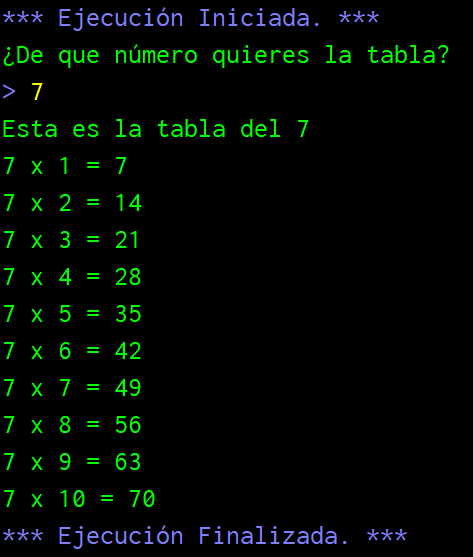 *** Ejecución Iniciada. ***
¿De que número quieres la tabla?
> 7
Esta es la tabla del 7
7 x 1 = 7
7 x 2 = 14
7 x 3 = 21
7 x 4 = 28
7 x 5 = 35
7 x 6 = 42
7 x 7 = 49
7 x 8 = 56
7 x 9 = 63
7 x 10 = 70
*** Ejecución Finalizada. ***